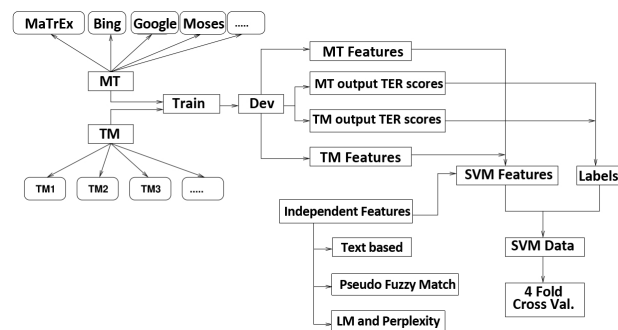 MaTrEx
Bing
Google
Moses
.....
MT
MT Features
Train
Dev
MT output TER scores
TM output TER scores
TM
TM Features
SVM Features
Labels
TM1
TM2
TM3
.....
Independent Features
Text based
SVM Data
Pseudo Fuzzy Match
4 Fold
Cross Val.
LM and Perplexity